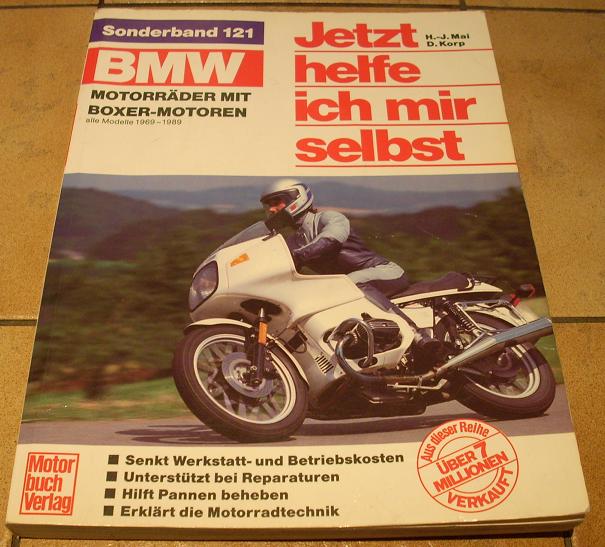 Sonderband 121
BMW
MOTORRÄDER MIT
BOXER-MOTOREN
alle Modelle 1969–1989
Jetzt
helfe
ich mir
selbst
H.-J. Mai
D. Korp
■ Senkt Werkstatt- und Betriebskosten
■ Unterstützt bei Reparaturen
■ Hilft Pannen beheben
■ Erklärt die Motorradtechnik
Motor
buch
Verlag
Aus dieser Reihe
ÜBER 7
MILLIONEN
VERKAUFT